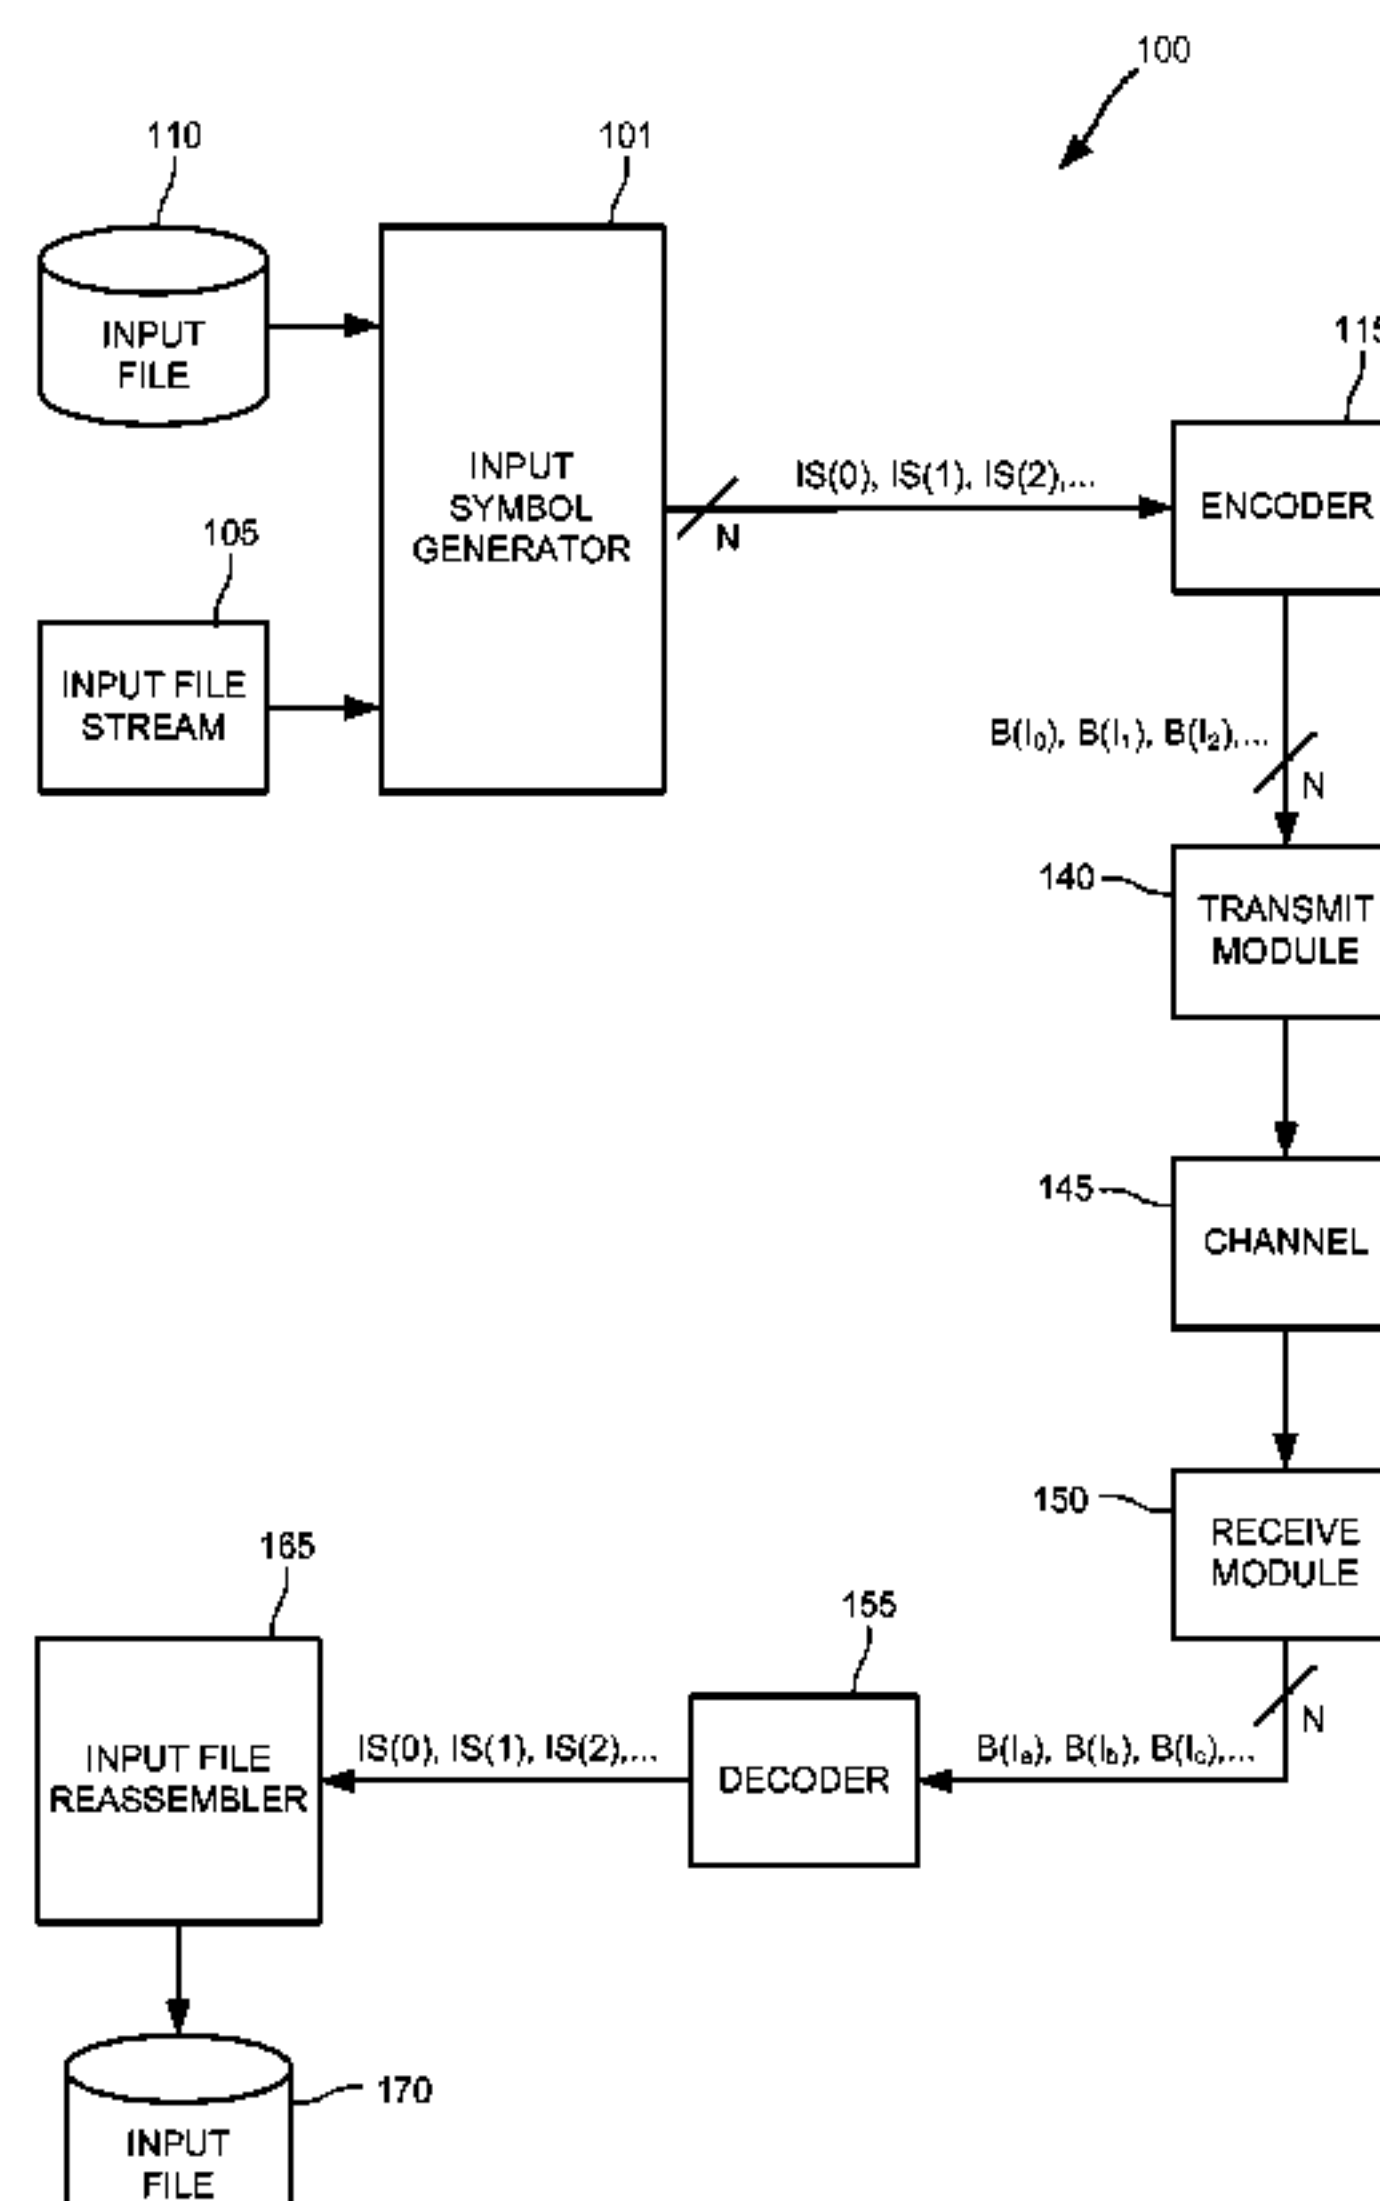 100
110
101
INPUT
FILE
115
INPUT
SYMBOL
GENERATOR
IS(0), IS(1), IS(2),...
N
ENCODER
105
INPUT FILE
STREAM
B(I₀), B(I₁), B(I₂),...
N
140
TRANSMIT
MODULE
145
CHANNEL
150
RECEIVE
MODULE
165
155
N
INPUT FILE
REASSEMBLER
IS(0), IS(1), IS(2),...
DECODER
B(Iₐ), B(I_b), B(I_c),...
170
INPUT
FILE